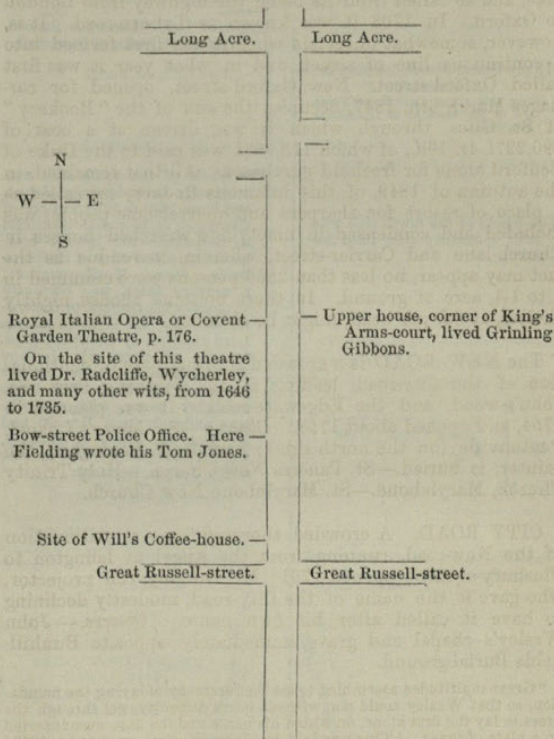 Long Acre.
Long Acre.
N
W E
S
Royal Italian Opera or Covent
Garden Theatre, p. 176.
On the site of this theatre
lived Dr. Radcliffe, Wycherley,
and many other wits, from 1646
to 1735.
Upper house, corner of King's
Arms-court, lived Grinling
Gibbons.
Bow-street Police Office. Here
Fielding wrote his Tom Jones.
Site of Will's Coffee-house.
Great Russell-street.
Great Russell-street.